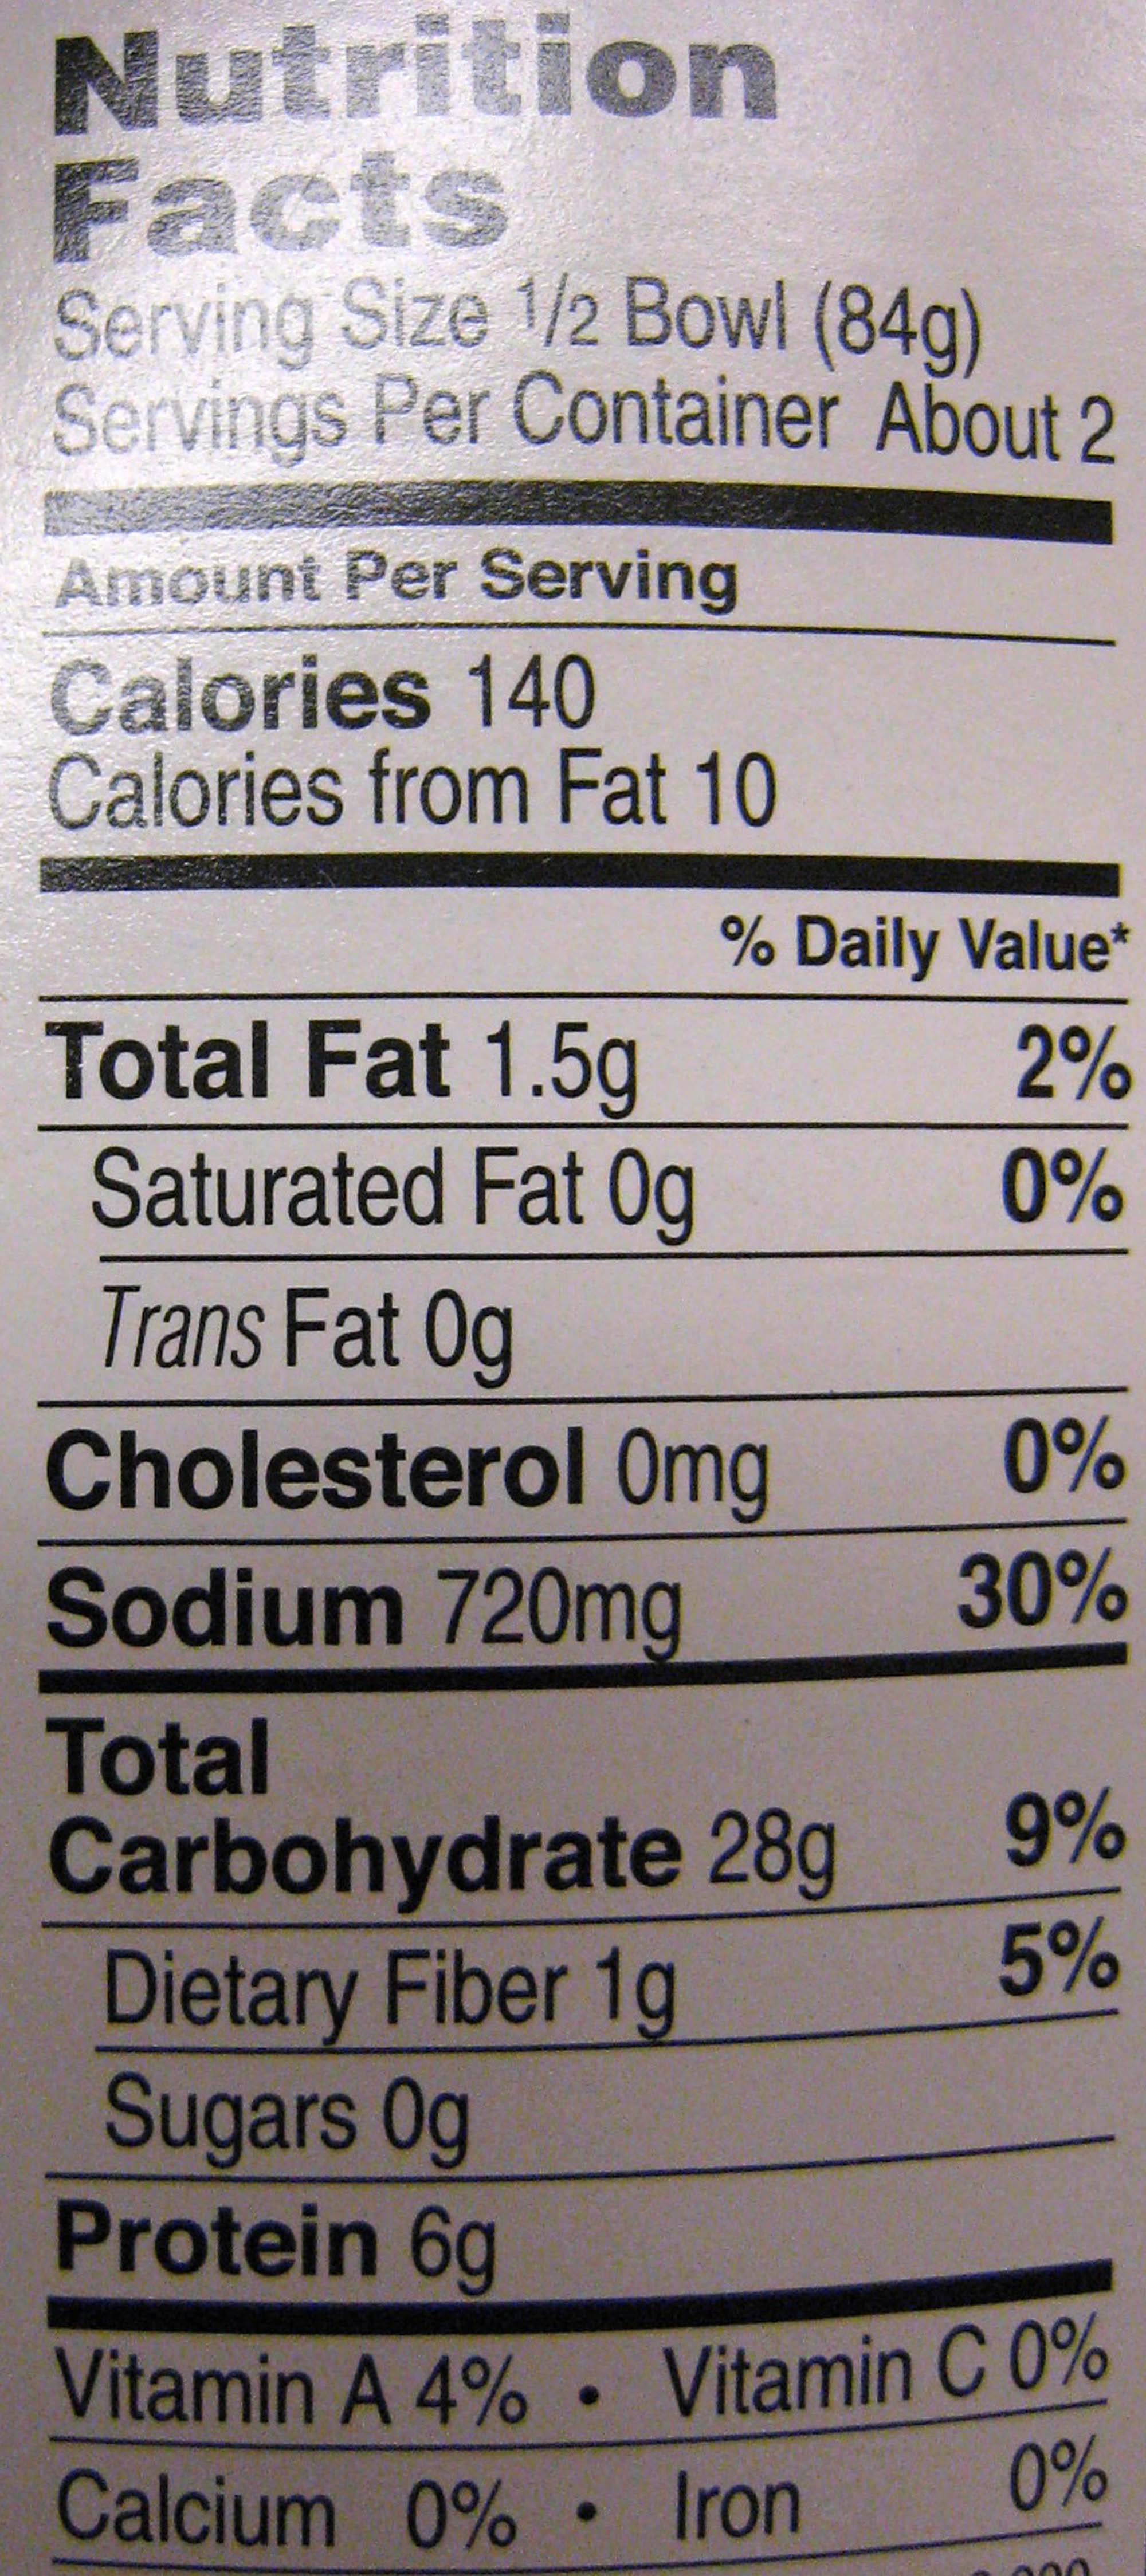 Nutrition
Facts
Serving Size 1/2 Bowl (84g)
Servings Per Container About 2
Amount Per Serving
Calories 140
Calories from Fat 10
% Daily Value*
Total Fat 1.5g 2%
Saturated Fat 0g 0%
Trans Fat 0g
Cholesterol 0mg 0%
Sodium 720mg 30%
Total
Carbohydrate 28g 9%
Dietary Fiber 1g 5%
Sugars 0g
Protein 6g
Vitamin A 4% • Vitamin C 0%
Calcium 0% • Iron 0%